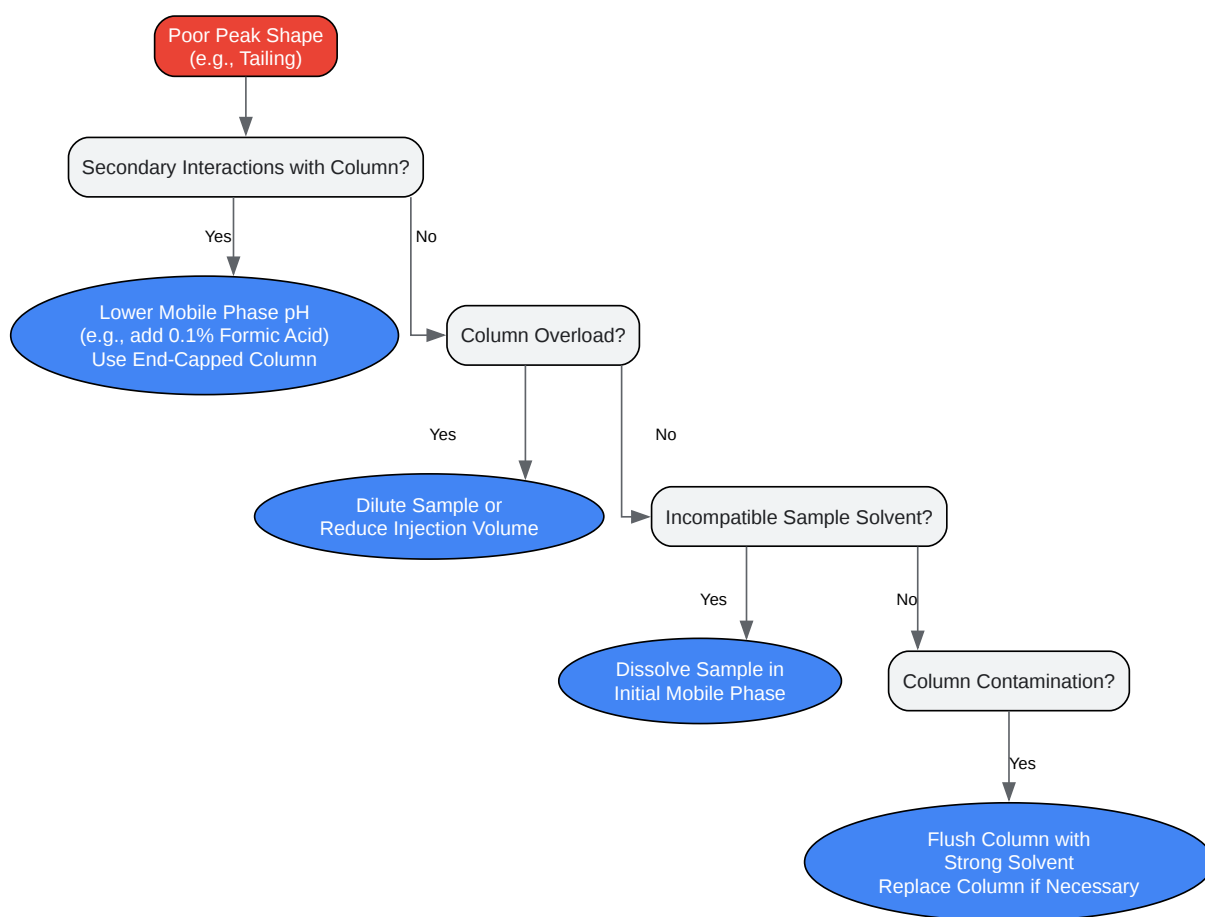 Poor Peak Shape
(e.g., Tailing)
Secondary Interactions with Column?
Yes
No
Lower Mobile Phase pH
(e.g., add 0.1% Formic Acid)
Use End-Capped Column
Column Overload?
Yes
No
Dilute Sample or
Reduce Injection Volume
Incompatible Sample Solvent?
Yes
No
Dissolve Sample in
Initial Mobile Phase
Column Contamination?
Yes
Flush Column with
Strong Solvent
Replace Column if Necessary